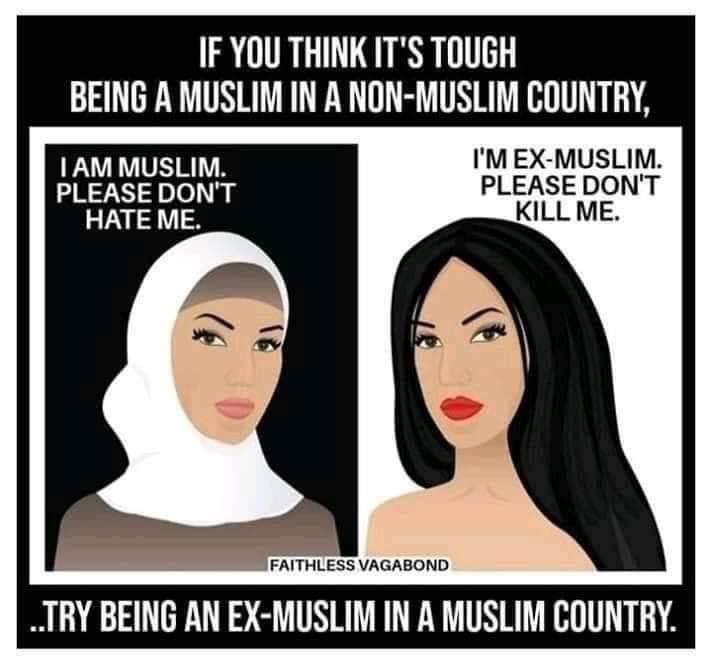 IF YOU THINK IT'S TOUGH
BEING A MUSLIM IN A NON-MUSLIM COUNTRY,
I AM MUSLIM.
PLEASE DON'T
HATE ME.
I'M EX-MUSLIM.
PLEASE DON'T
KILL ME.
FAITHLESS VAGABOND
..TRY BEING AN EX-MUSLIM IN A MUSLIM COUNTRY.